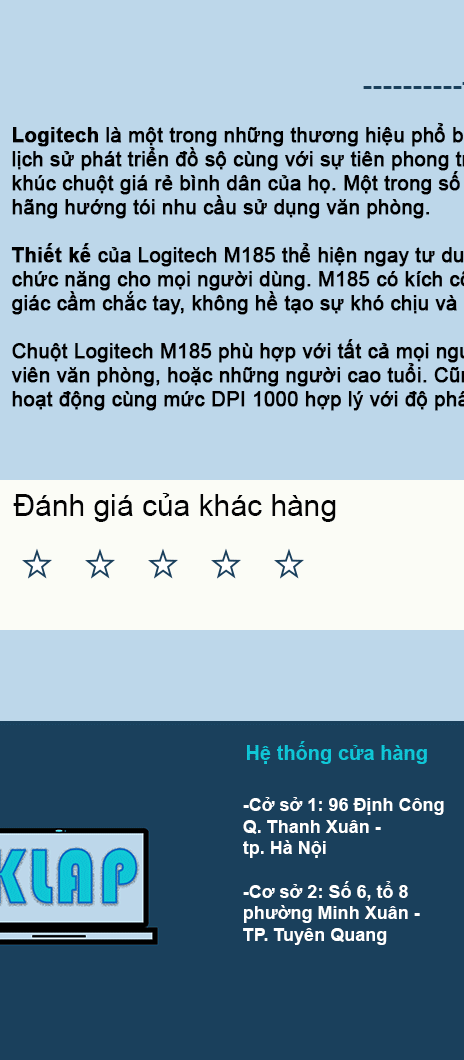 Logitech là một trong những thương hiệu phổ
lịch sử phát triển đồ sộ cùng với sự tiên phong
khúc chuột giá rẻ bình dân của họ. Một trong số
hãng hướng tói nhu cầu sử dụng văn phòng.
Thiết kế của Logitech M185 thể hiện ngay tư
chức năng cho mọi người dùng. M185 có kích
giác cầm chắc tay, không hề tạo sự khó chịu và
Chuột Logitech M185 phù hợp với tất cả mọi
viên văn phòng, hoặc những người cao tuổi.
hoạt động cùng mức DPI 1000 hợp lý với độ
Đánh giá của khác hàng
Hệ thống cửa hàng
-Cở sở 1: 96 Định Công
Q. Thanh Xuân -
tp. Hà Nội
KLAP
-Cơ sở 2: Số 6, tổ 8
phường Minh Xuân -
TP. Tuyên Quang